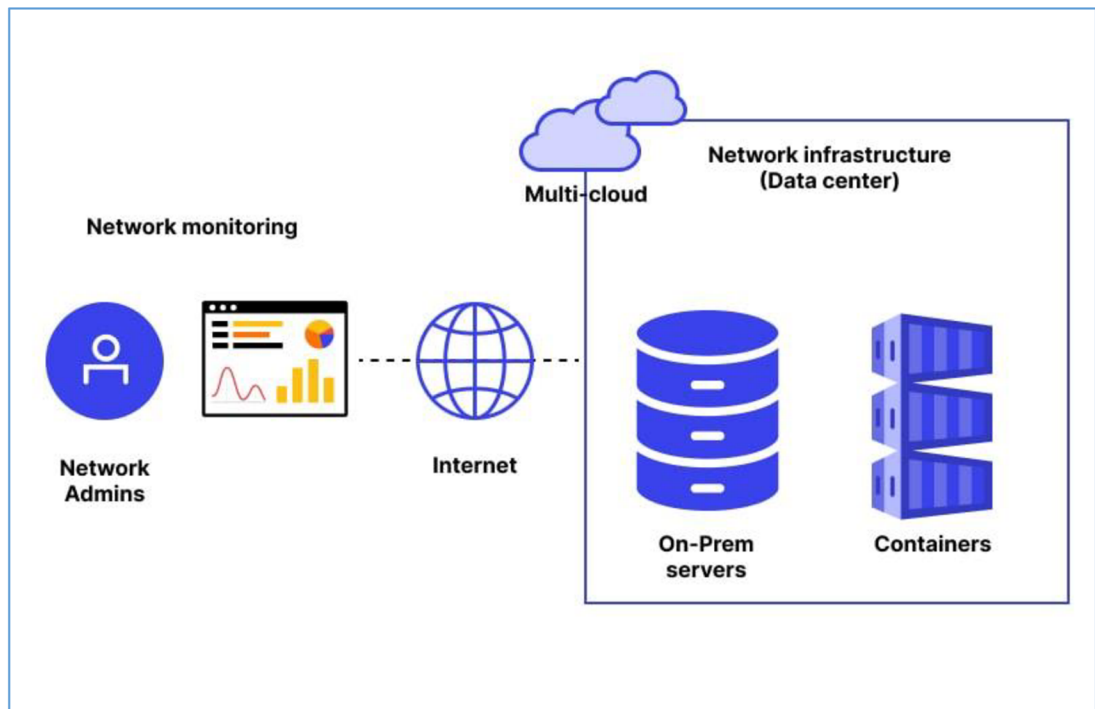 Network infrastructure
(Data center)
Multi-cloud
Network monitoring
Network
Admins
Internet
On-Prem
servers
Containers